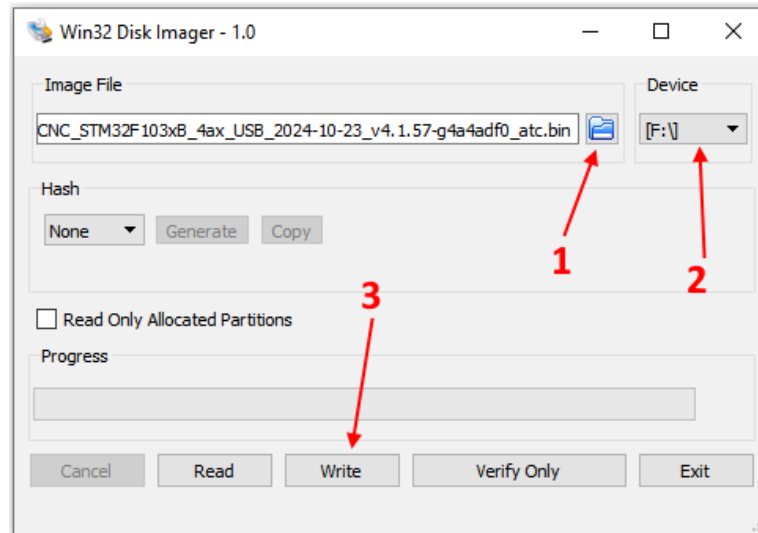 Win32 Disk Imager - 1.0
Image File
Device
CNC_STM32F103xB_4ax_USB_2024-10-23_v4.1.57-g4a4adf0_atc.bin
[F:\]
Hash
None
Generate
Copy
1
2
3
Read Only Allocated Partitions
Progress
Cancel
Read
Write
Verify Only
Exit